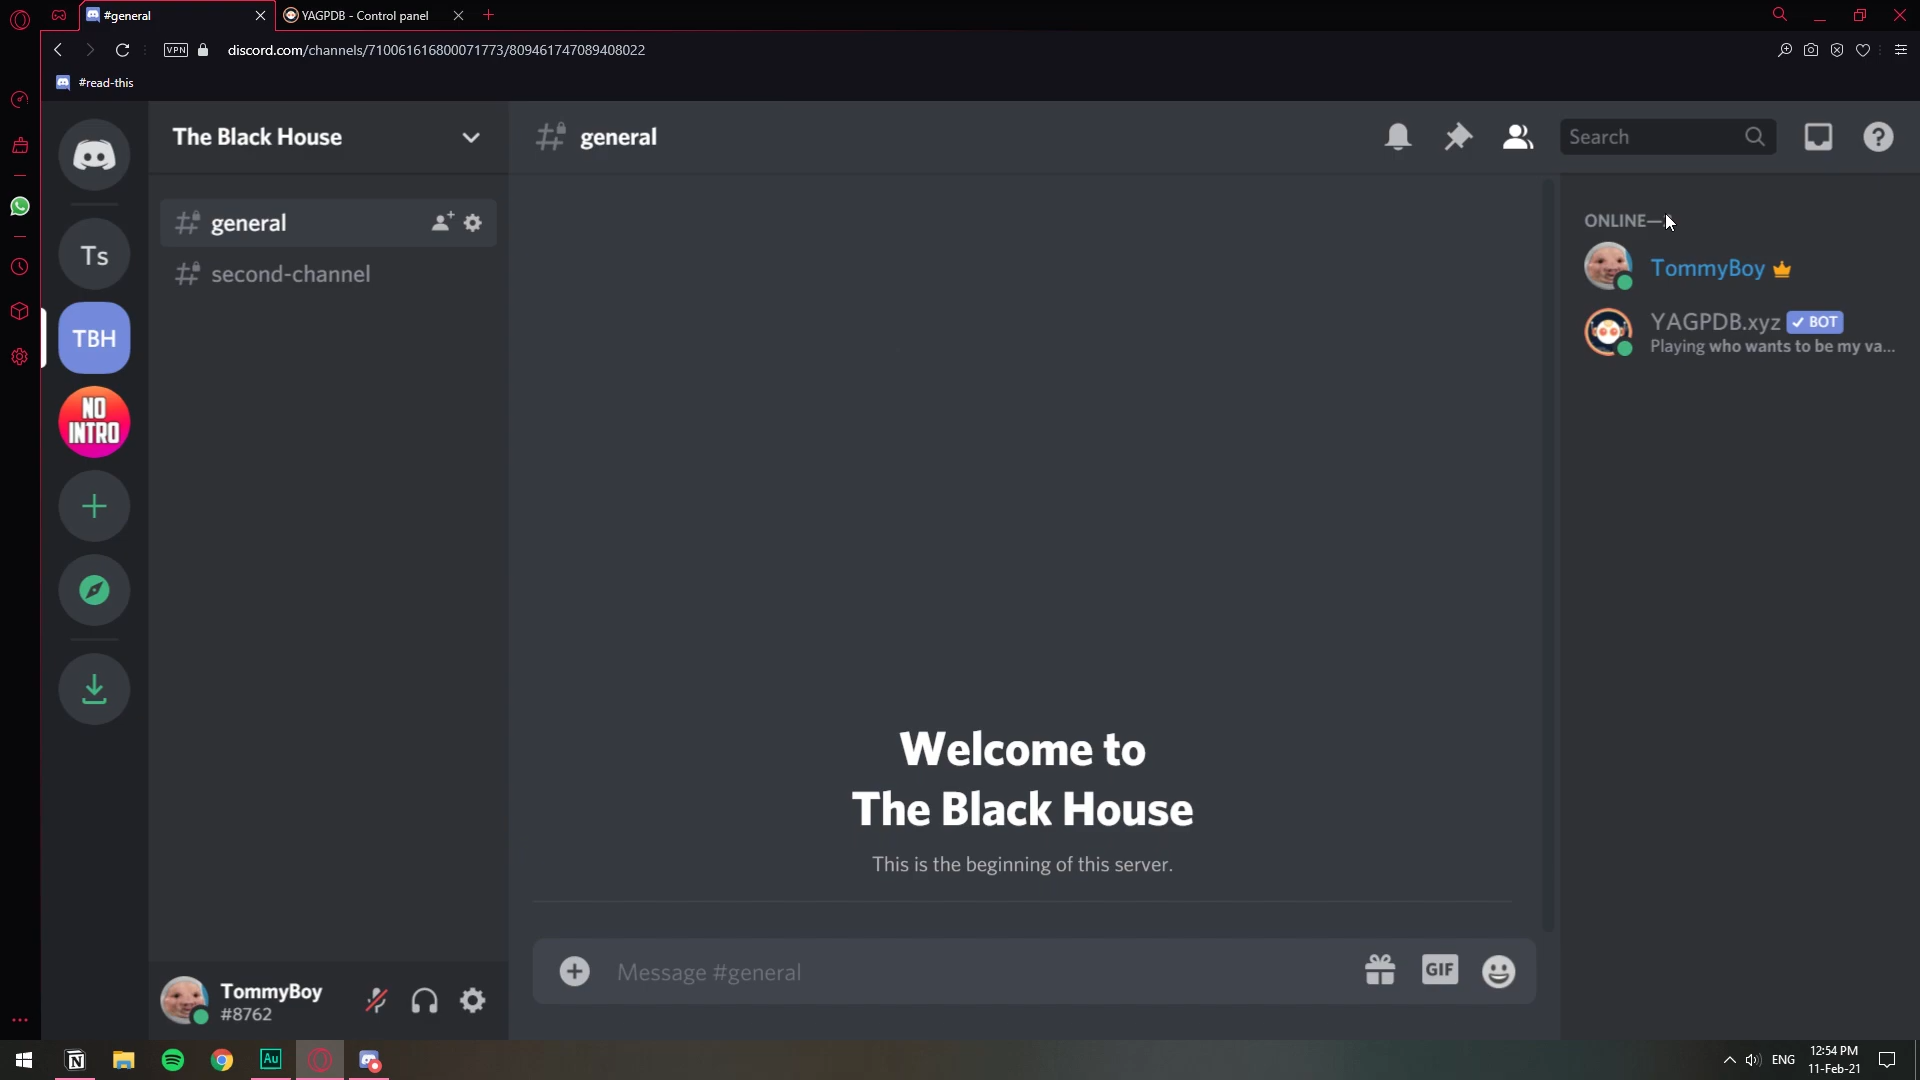 #general
YAGPDB - Control panel
VPN
discord.com/channels/710061616800071773/809461747089408022
#read-this
The Black House
general
Search
Ts
TBH
NO
INTRO
general
second-channel
ONLINE—
TommyBoy
YAGPDB.xyz
BOT
Playing who wants to be my va...
Welcome to
The Black House
This is the beginning of this server.
Message #general
GIF
TommyBoy
#8762
Au
ENG
12:54 PM
11-Feb-21